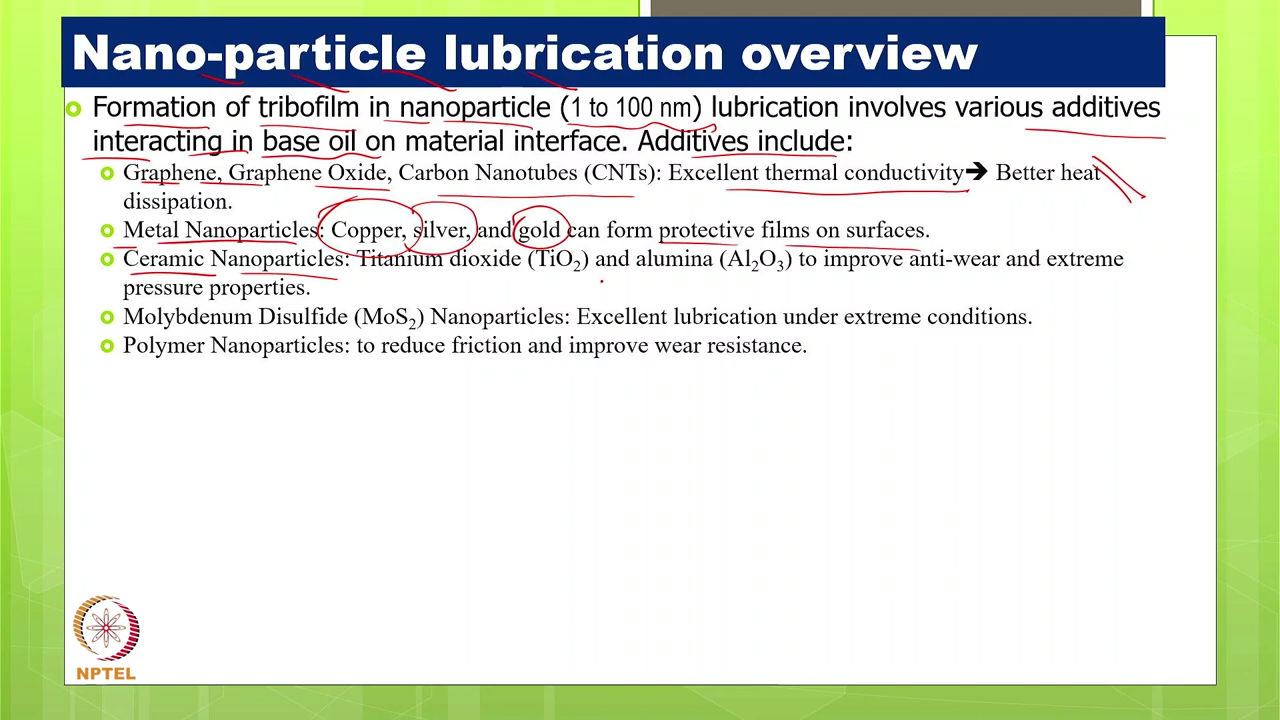 Nano-particle lubrication overview
Formation of tribofilm in nanoparticle (1 to 100 nm) lubrication involves various additives
interacting in base oil on material interface. Additives include:
Graphene, Graphene Oxide, Carbon Nanotubes (CNTs): Excellent thermal conductivity→ Better heat
dissipation.
Metal Nanoparticles: Copper, silver, and gold can form protective films on surfaces.
Ceramic Nanoparticles: Titanium dioxide (TiO₂) and alumina (Al₂O₃) to improve anti-wear and extreme
pressure properties.
Molybdenum Disulfide (MoS₂) Nanoparticles: Excellent lubrication under extreme conditions.
Polymer Nanoparticles: to reduce friction and improve wear resistance.
NPTEL